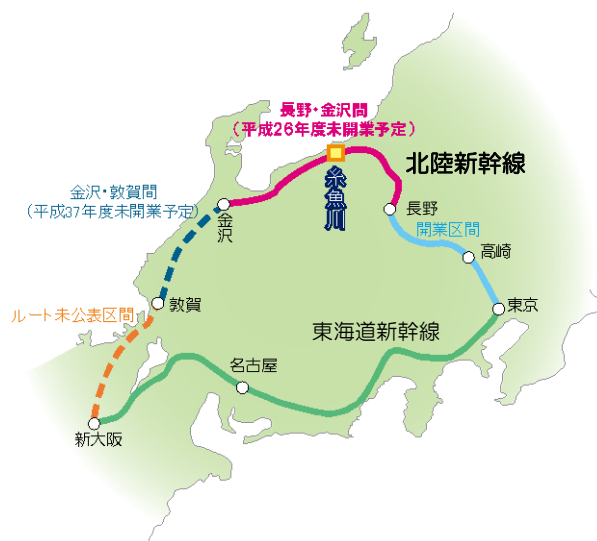 長野・金沢間
（平成26年度末開業予定）
北陸新幹線
糸魚川
金沢・敦賀間
（平成37年度末開業予定）
金沢
長野
開業区間
高崎
敦賀
東京
ルート未公表区間
東海道新幹線
名古屋
新大阪